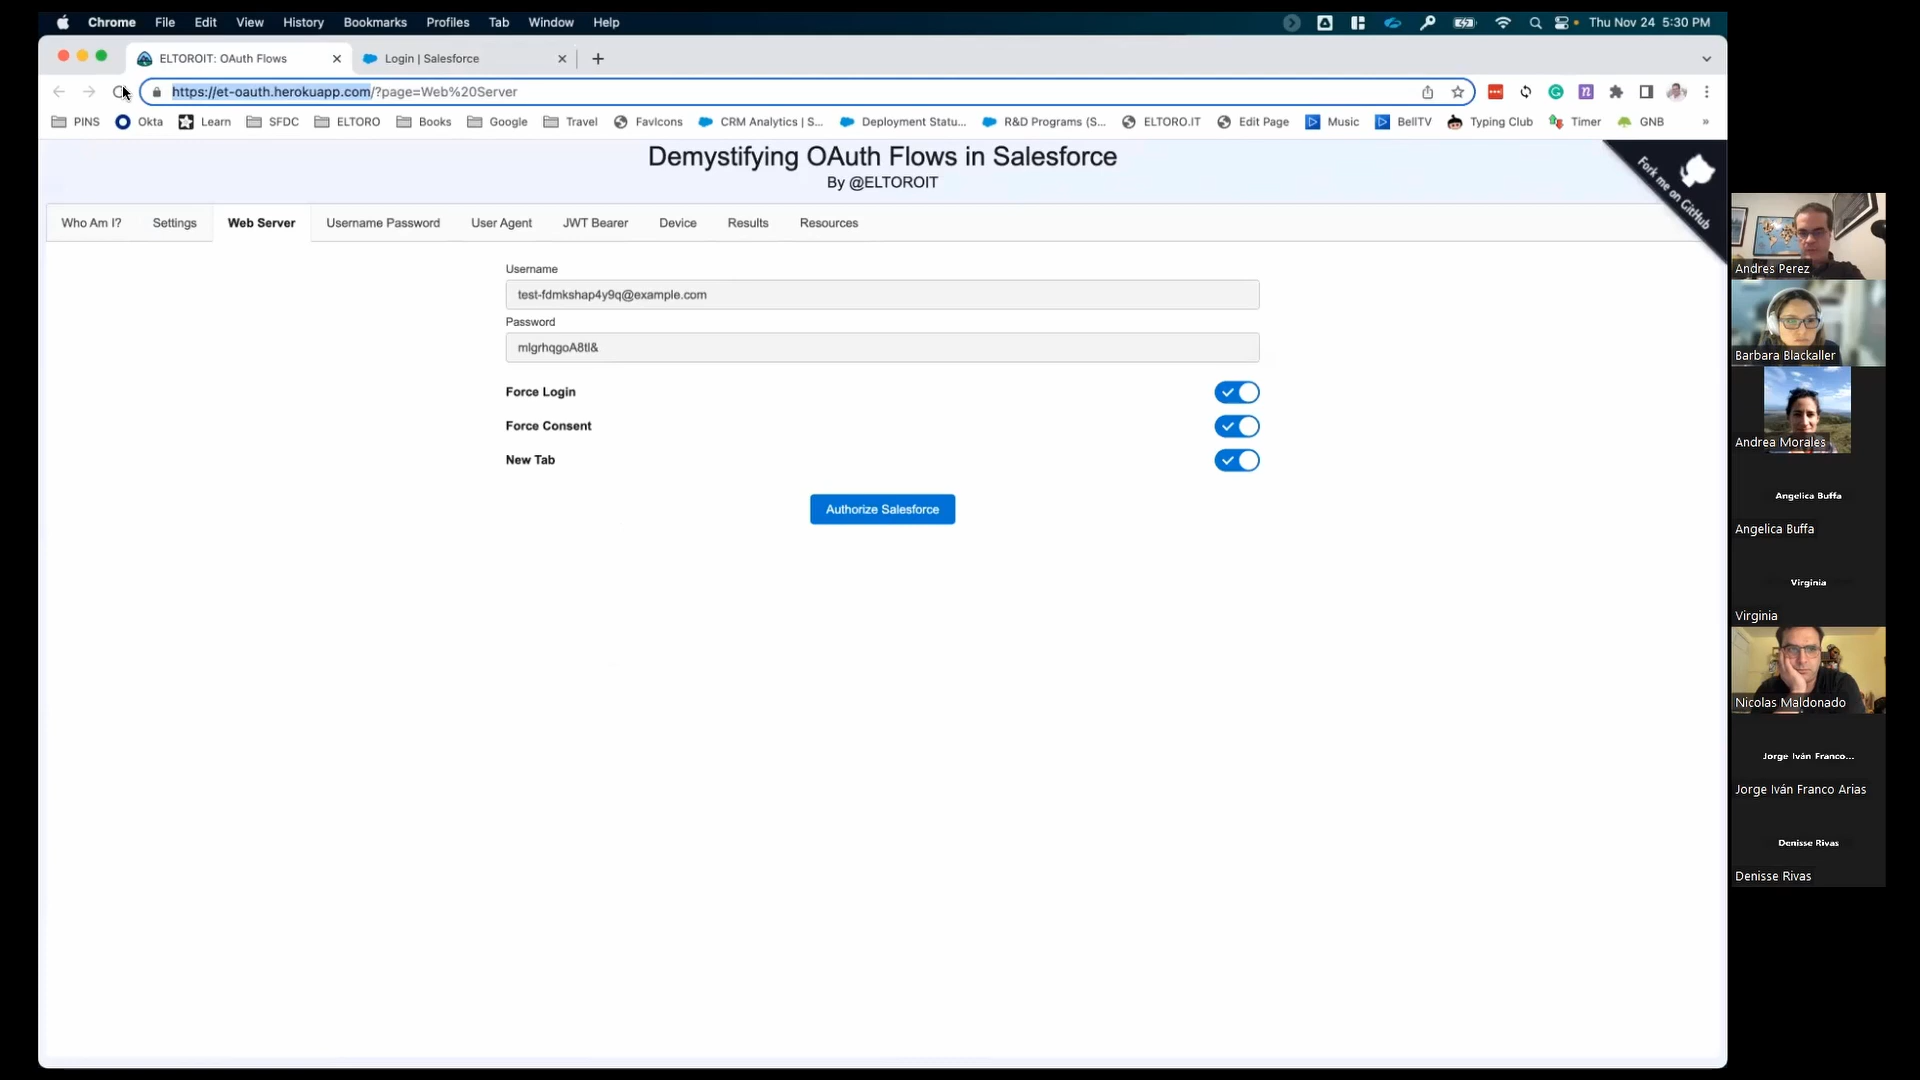 Chrome File Edit View History Bookmarks Profiles Tab Window Help Thu Nov 24 5:30 PM
ELTOROIT: OAuth Flows Login | Salesforce
https://et-oauth.herokuapp.com/?page=Web%20Server
PINS Okta Learn SFDC ELTORO Books Google Travel FavIcons CRM Analytics | S... Deployment Statu... R&D Programs (S... ELTORO.IT Edit Page Music BellTV Typing Club Timer GNB »
Demystifying OAuth Flows in Salesforce
By @ELTOROIT
Fork me on GitHub
Who Am I? Settings Web Server Username Password User Agent JWT Bearer Device Results Resources
Username
test-fdmkshap4y9q@example.com
Password
Force Login
Force Consent
New Tab
Authorize Salesforce
Andres Perez
Barbara Blackaller
Andrea Morales
Angelica Buffa
Angelica Buffa
Virginia
Virginia
Nicolas Maldonado
Jorge Iván Franco...
Jorge Iván Franco Arias
Denisse Rivas
Denisse Rivas